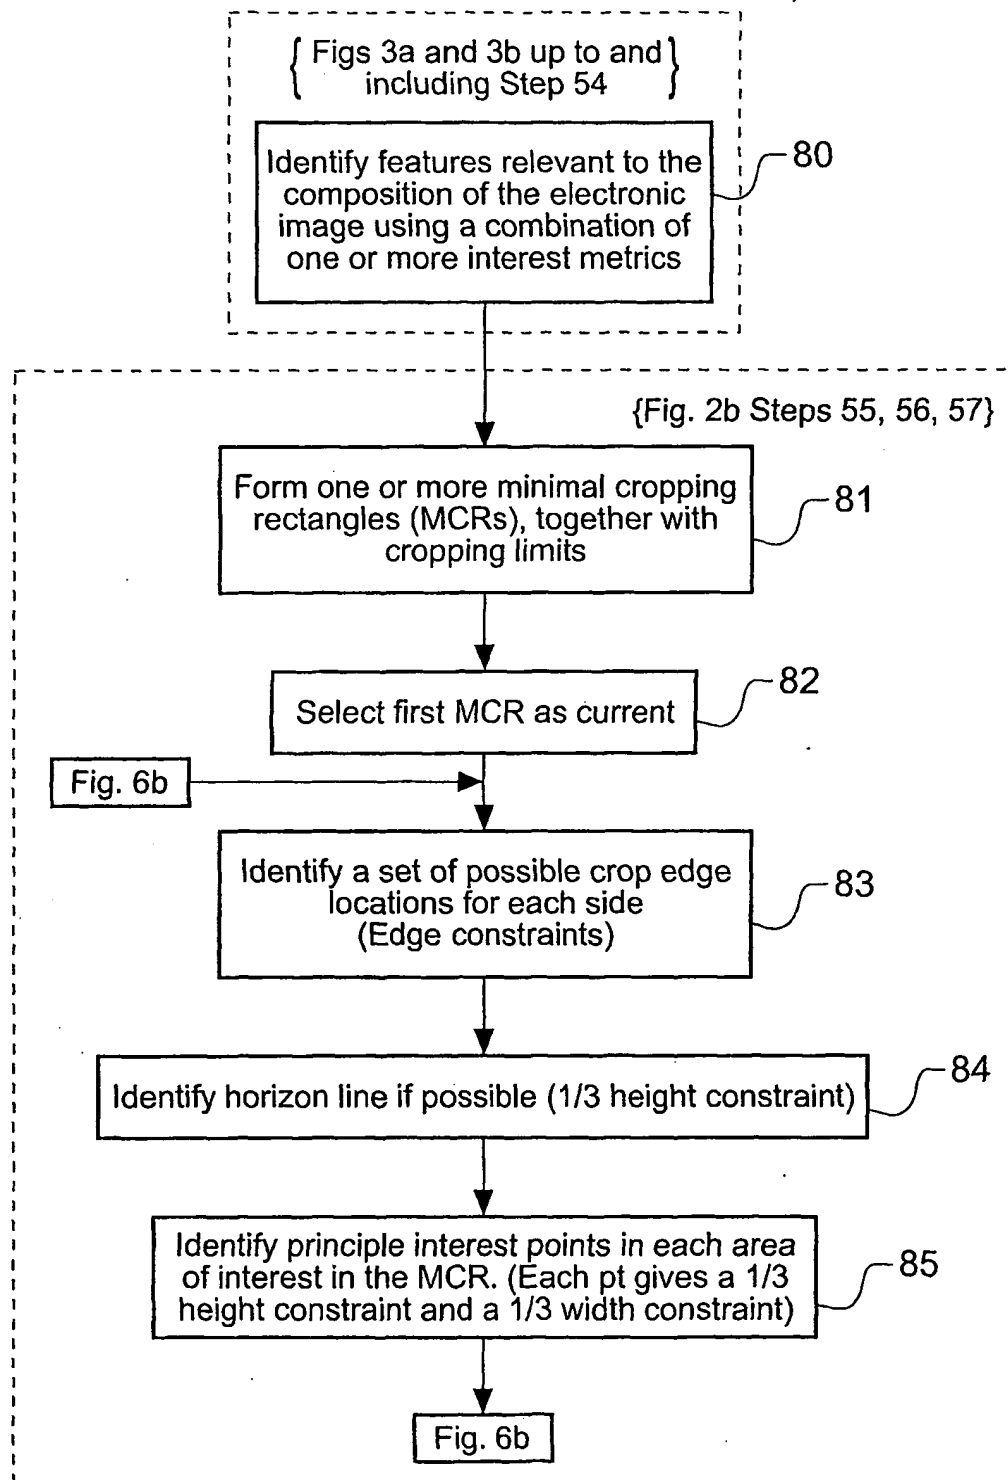 { Figs 3a and 3b up to and
including Step 54 }
Identify features relevant to the
composition of the electronic
image using a combination of
one or more interest metrics
80
{Fig. 2b Steps 55, 56, 57}
Form one or more minimal cropping
rectangles (MCRs), together with
cropping limits
81
Select first MCR as current
82
Fig. 6b
Identify a set of possible crop edge
locations for each side
(Edge constraints)
83
Identify horizon line if possible (1/3 height constraint)
84
Identify principle interest points in each area
of interest in the MCR. (Each pt gives a 1/3
height constraint and a 1/3 width constraint)
85
Fig. 6b